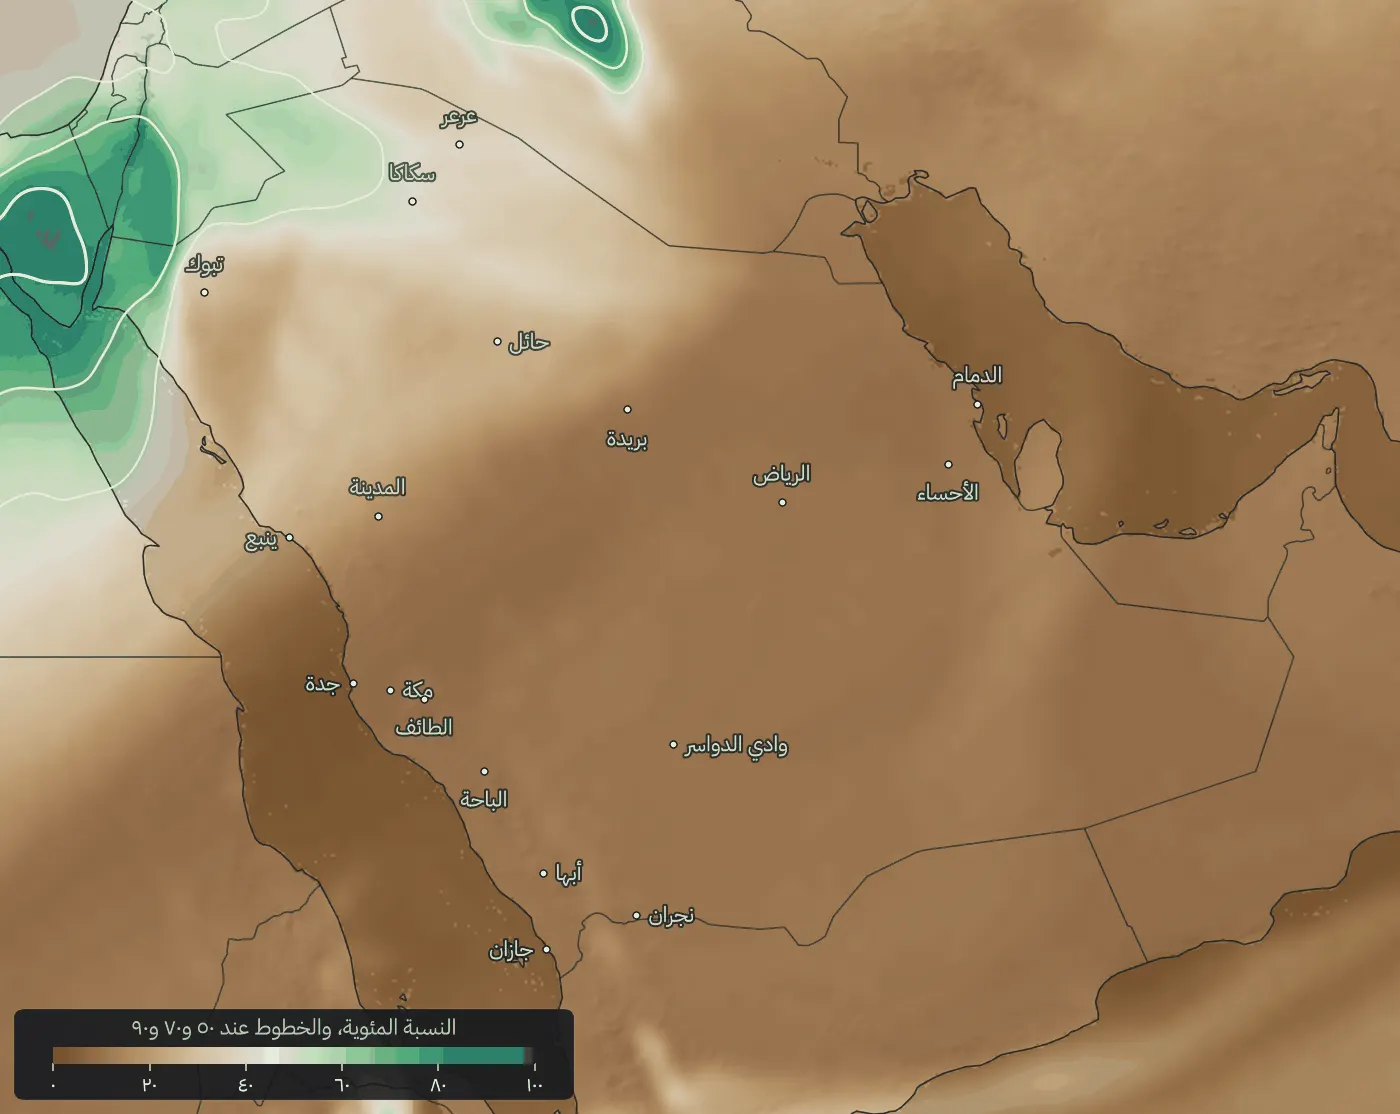 عرعر
سكاكا
تبوك
حائل
الدمام
بريدة
الرياض
الأحساء
المدينة
ينبع
جدة
مكة
الطائف
وادي الدواسر
الباحة
أبها
نجران
جازان
النسبة المئوية، والخطوط عند ٥٠ و٧٠ و٩٠
٠ ٢٠ ٤٠ ٦٠ ٨٠ ١٠٠